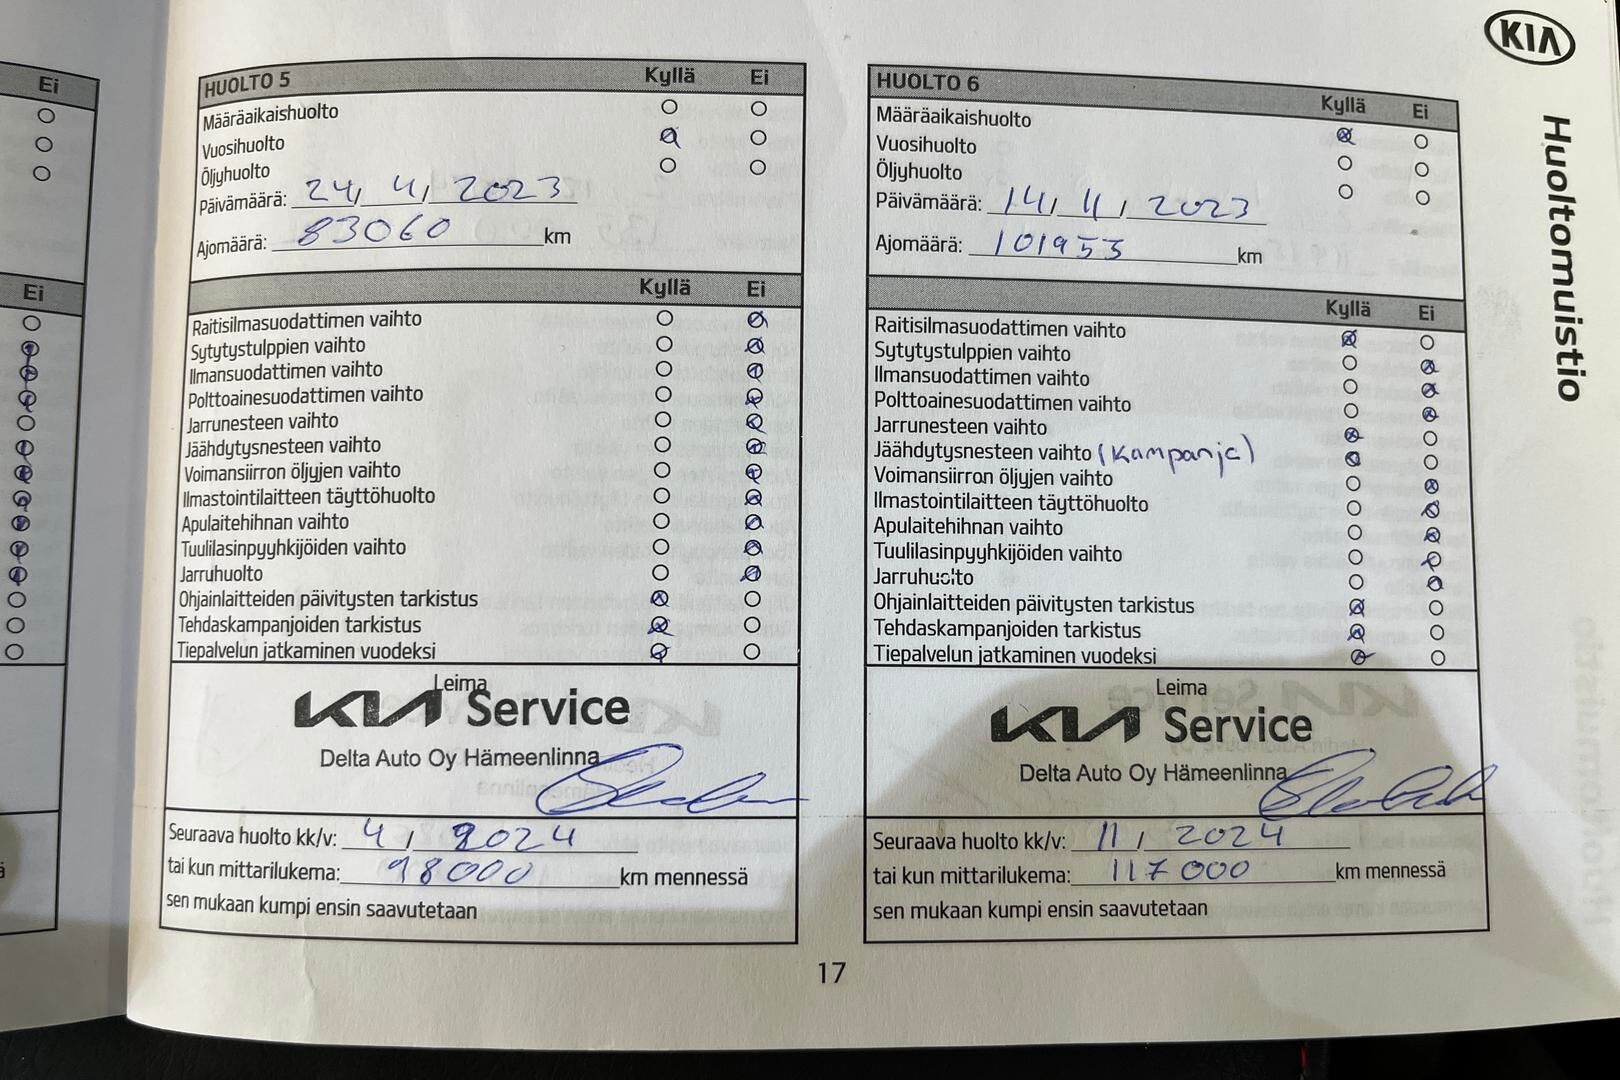 Ei
Ei
HUOLTO 5 Kyllä Ei
Määräaikaishuolto
Vuosihuolto
Öljyhuolto
Päivämäärä: 24, 4, 2023
Ajomäärä: 83060 km
Kyllä Ei
Raitisilmasuodattimen vaihto
Sytytystulppien vaihto
Ilmansuodattimen vaihto
Polttoainesuodattimen vaihto
Jarrunesteen vaihto
Jäähdytysnesteen vaihto
Voimansiirron öljyjen vaihto
Ilmastointilaitteen täyttöhuolto
Apulaitehihnan vaihto
Tuulilasinpyyhkijöiden vaihto
Jarruhuolto
Ohjainlaitteiden päivitysten tarkistus
Tehdaskampanjoiden tarkistus
Tiepalvelun jatkaminen vuodeksi
Leima
KIA Service
Delta Auto Oy Hämeenlinna
Seuraava huolto kk/v: 4 / 2024
tai kun mittarilukema: 98000 km mennessä
sen mukaan kumpi ensin saavutetaan
HUOLTO 6 Kyllä Ei
Määräaikaishuolto
Vuosihuolto
Öljyhuolto
Päivämäärä: 14, 11, 2023
Ajomäärä: 101953 km
Kyllä Ei
Raitisilmasuodattimen vaihto
Sytytystulppien vaihto
Ilmansuodattimen vaihto
Polttoainesuodattimen vaihto
Jarrunesteen vaihto
Jäähdytysnesteen vaihto (Kampanja)
Voimansiirron öljyjen vaihto
Ilmastointilaitteen täyttöhuolto
Apulaitehihnan vaihto
Tuulilasinpyyhkijöiden vaihto
Jarruhuolto
Ohjainlaitteiden päivitysten tarkistus
Tehdaskampanjoiden tarkistus
Tiepalvelun jatkaminen vuodeksi
Leima
KIA Service
Delta Auto Oy Hämeenlinna
Seuraava huolto kk/v: 11 / 2024
tai kun mittarilukema: 117000 km mennessä
sen mukaan kumpi ensin saavutetaan
KIA
Huoltomuistio
17